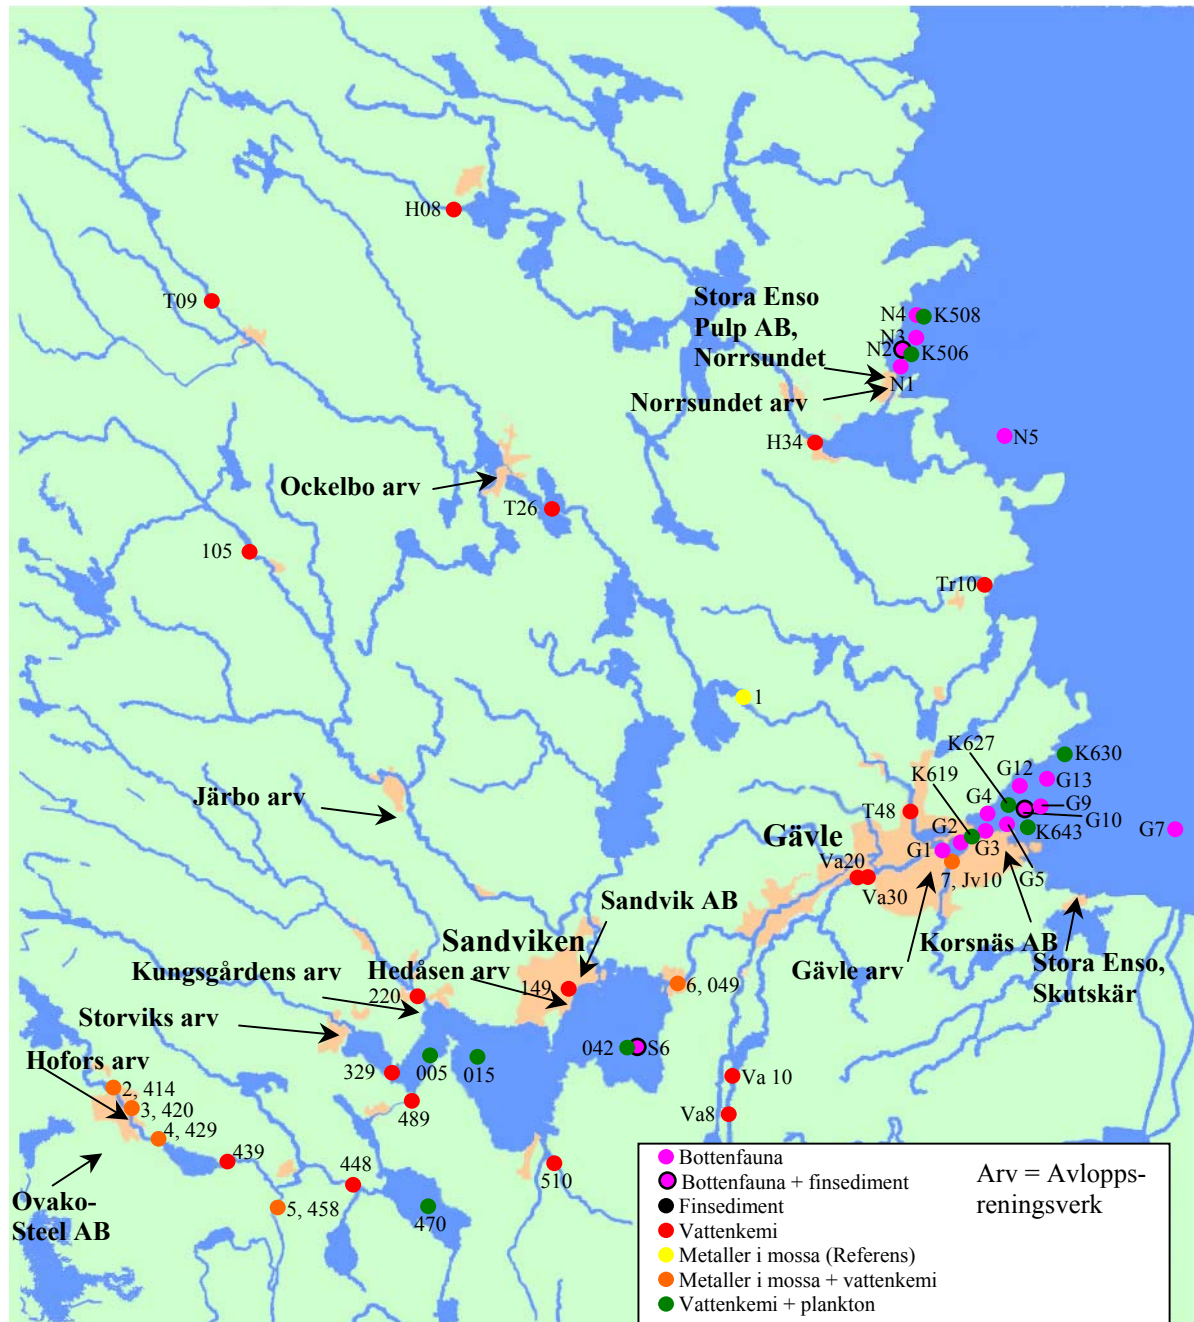 H08
T09
Stora Enso
Pulp AB,
Norrsundet
N4
K508
N3
N2
K506
N1
Norrsundet arv
N5
H34
Ockelbo arv
T26
105
Tr10
1
K627
K630
K619
G12
G13
Järbo arv
G4
G9
T48
G10
Gävle
G2
K643
G7
G1
G3
Va20
7, Jv10
G5
Va30
Sandvik AB
Korsnäs AB
Sandviken
Gävle arv
Stora Enso,
Skutskär
Kungsgårdens arv
Hedåsen arv
149
6, 049
220
Storviks arv
042
S6
Hofors arv
005
015
329
Va 10
2, 414
3, 420
489
Va8
4, 429
439
448
510
Ovako-
Steel AB
5, 458
470
Bottenfauna
Bottenfauna + finsediment
Finsediment
Vattenkemi
Metaller i mossa (Referens)
Metaller i mossa + vattenkemi
Vattenkemi + plankton
Arv = Avlopps-
reningsverk